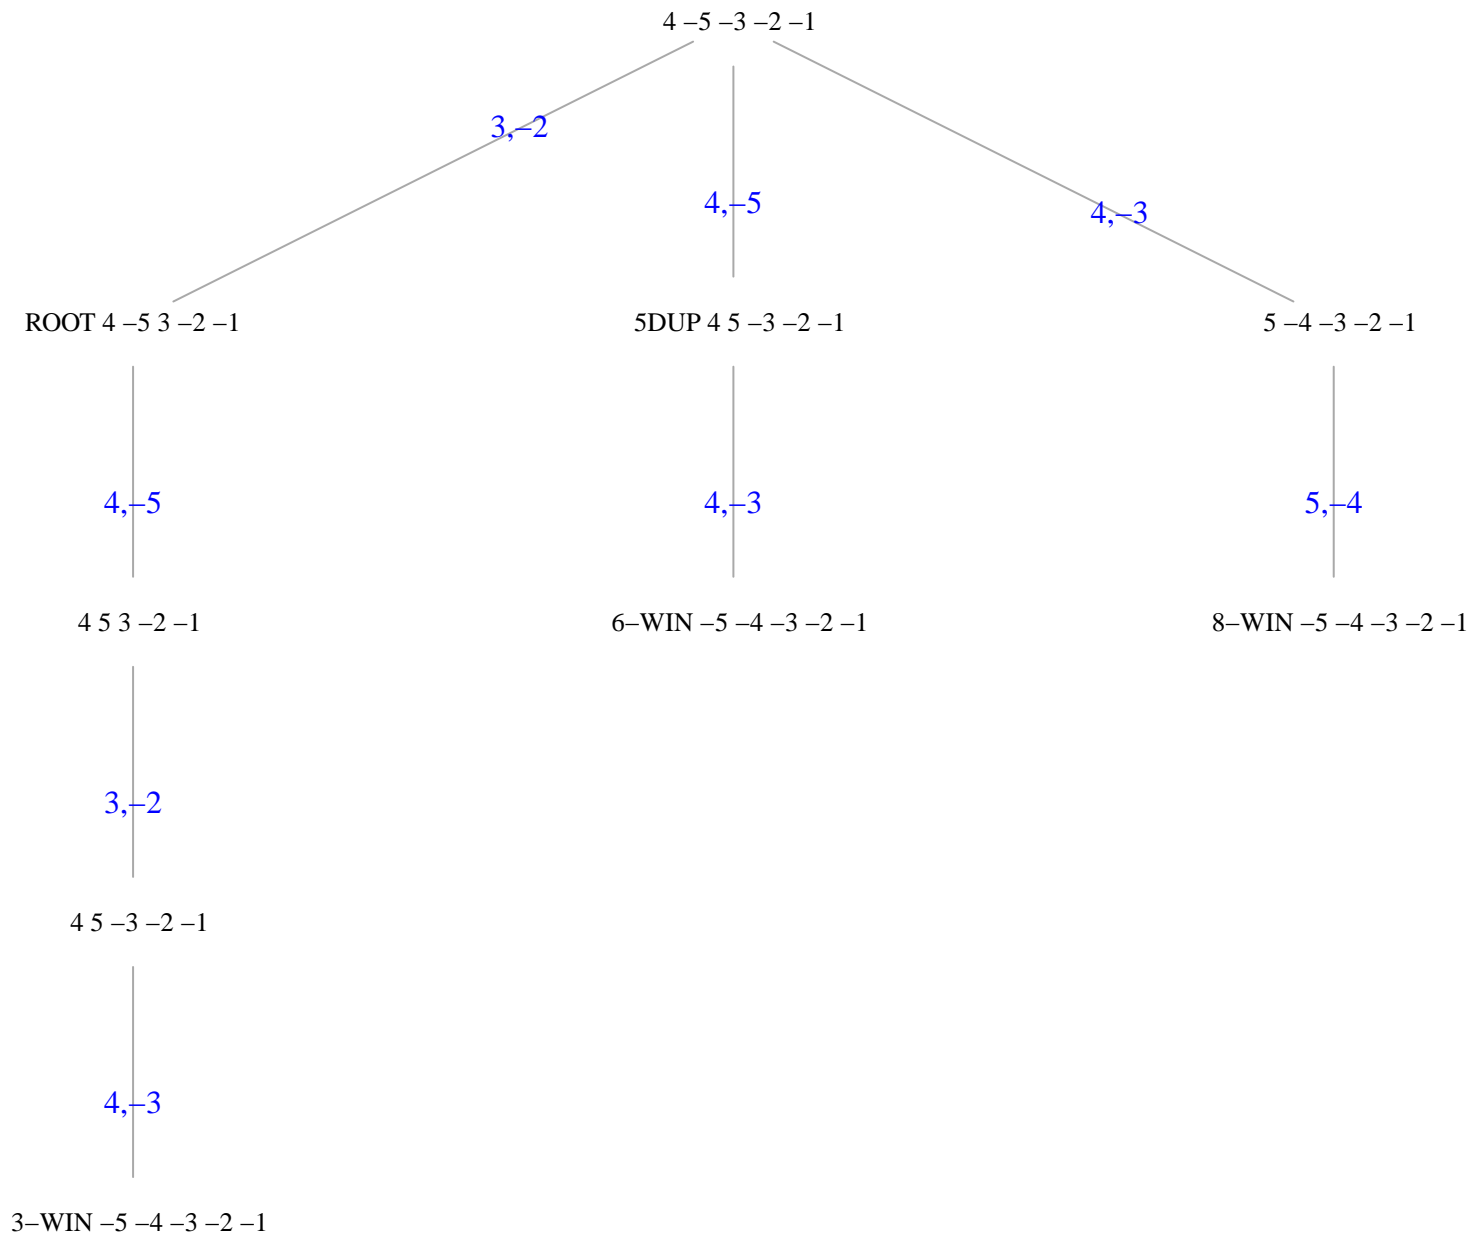 4 –5 –3 –2 –1
3,–2
4,–5
4,–3
ROOT 4 –5 3 –2 –1
5DUP 4 5 –3 –2 –1
5 –4 –3 –2 –1
4,–5
4,–3
5,–4
4 5 3 –2 –1
6–WIN –5 –4 –3 –2 –1
8–WIN –5 –4 –3 –2 –1
3,–2
4 5 –3 –2 –1
4,–3
3–WIN –5 –4 –3 –2 –1